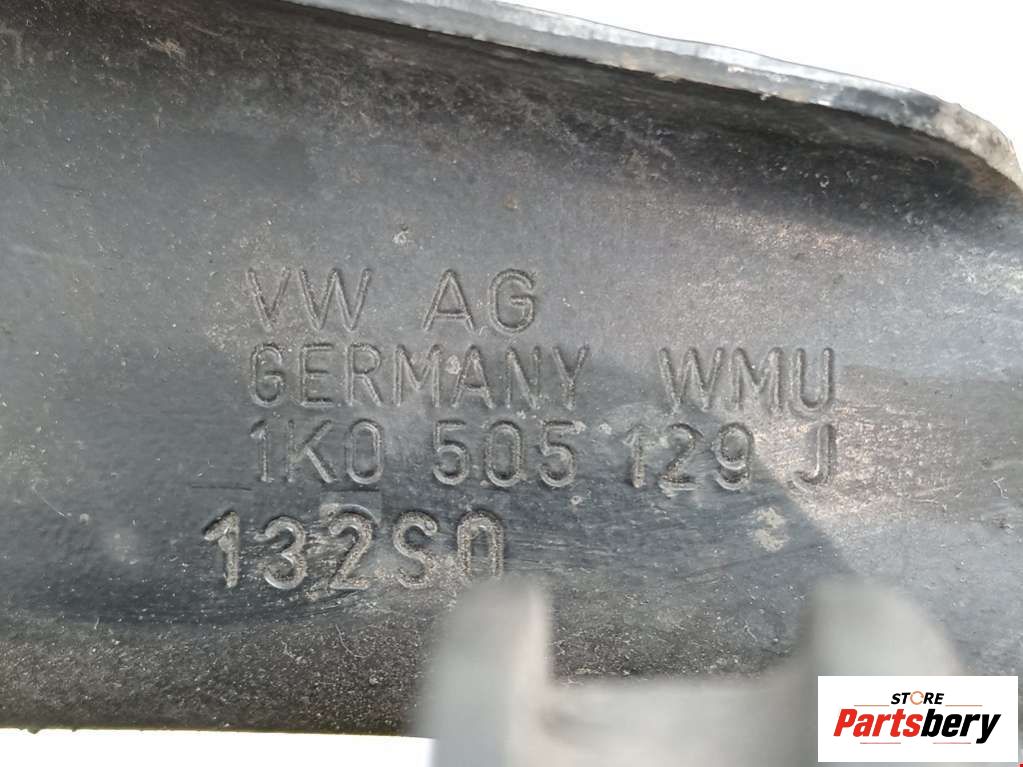 VW AG
GERMANY WMU
1K0 505 129 J
132S0
STORE
Partsbery